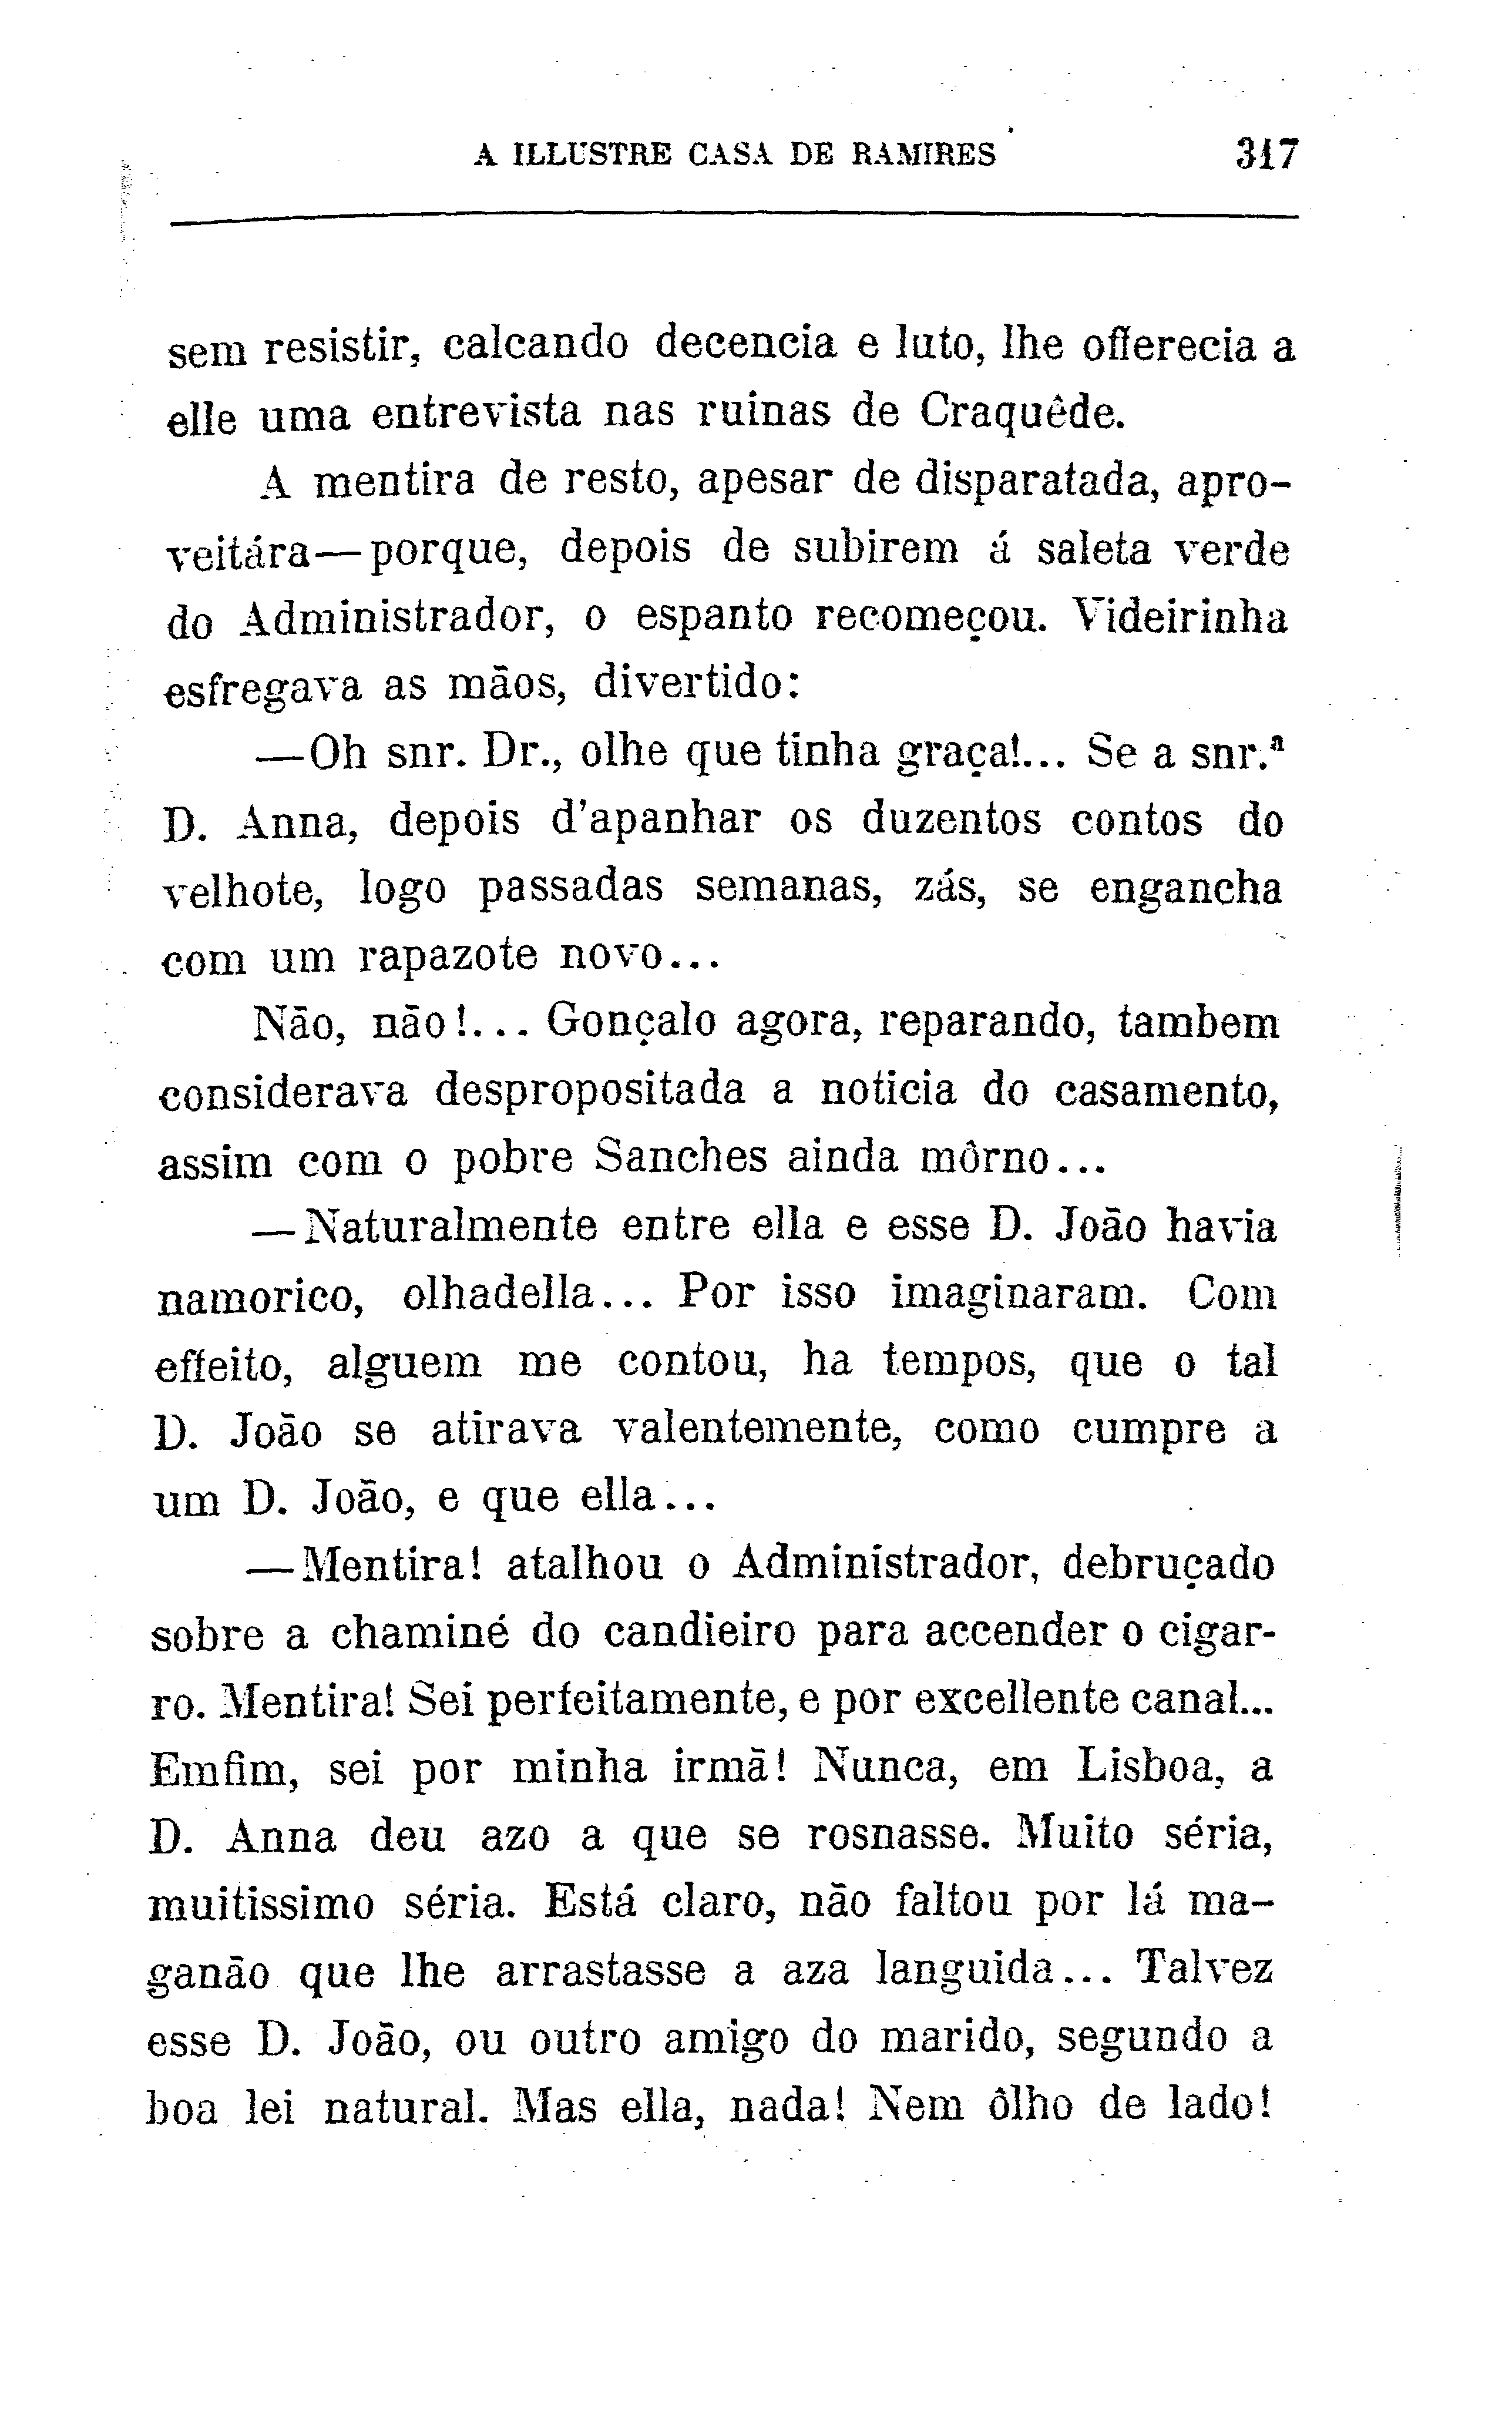 A ILLUSTRE CASA DE RAMIRES 317
sem resistir, calcando decencia e luto, lhe offerecia a
elle uma entrevista nas ruinas de Craquêde.
A mentira de resto, apesar de disparatada, apro-
veitára—porque, depois de subirem á saleta verde
do Administrador, o espanto recomeçou. Videirinha
esfregava as mãos, divertido:
—Oh snr. Dr., olhe que tinha graça!... Se a snr.ª
D. Anna, depois d'apanhar os duzentos contos do
velhote, logo passadas semanas, zás, se engancha
com um rapazote novo...
Não, não!... Gonçalo agora, reparando, tambem
considerava despropositada a noticia do casamento,
assim com o pobre Sanches ainda môrno...
—Naturalmente entre ella e esse D. João havia
namorico, olhadella... Por isso imaginaram. Com
effeito, alguem me contou, ha tempos, que o tal
D. João se atirava valentemente, como cumpre a
um D. João, e que ella...
—Mentira! atalhou o Administrador, debruçado
sobre a chaminé do candieiro para accender o cigar-
ro. Mentira! Sei perfeitamente, e por excellente canal...
Emfim, sei por minha irmã! Nunca, em Lisboa, a
D. Anna deu azo a que se rosnasse. Muito séria,
muitissimo séria. Está claro, não faltou por lá ma-
ganão que lhe arrastasse a aza languida... Talvez
esse D. João, ou outro amigo do marido, segundo a
boa lei natural. Mas ella, nada! Nem ôlho de lado!